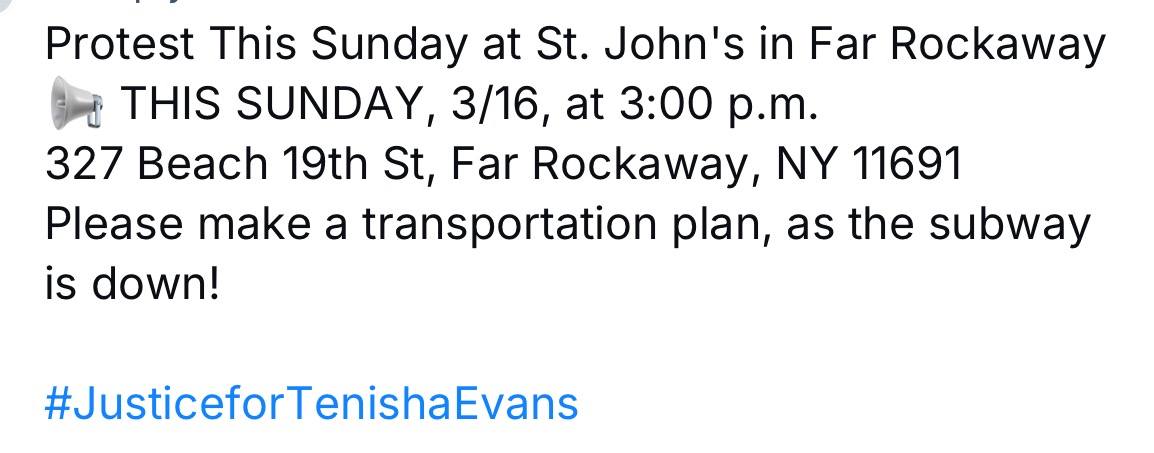 Protest This Sunday at St. John's in Far Rockaway
📢 THIS SUNDAY, 3/16, at 3:00 p.m.
327 Beach 19th St, Far Rockaway, NY 11691
Please make a transportation plan, as the subway
is down!
#JusticeforTenishaEvans